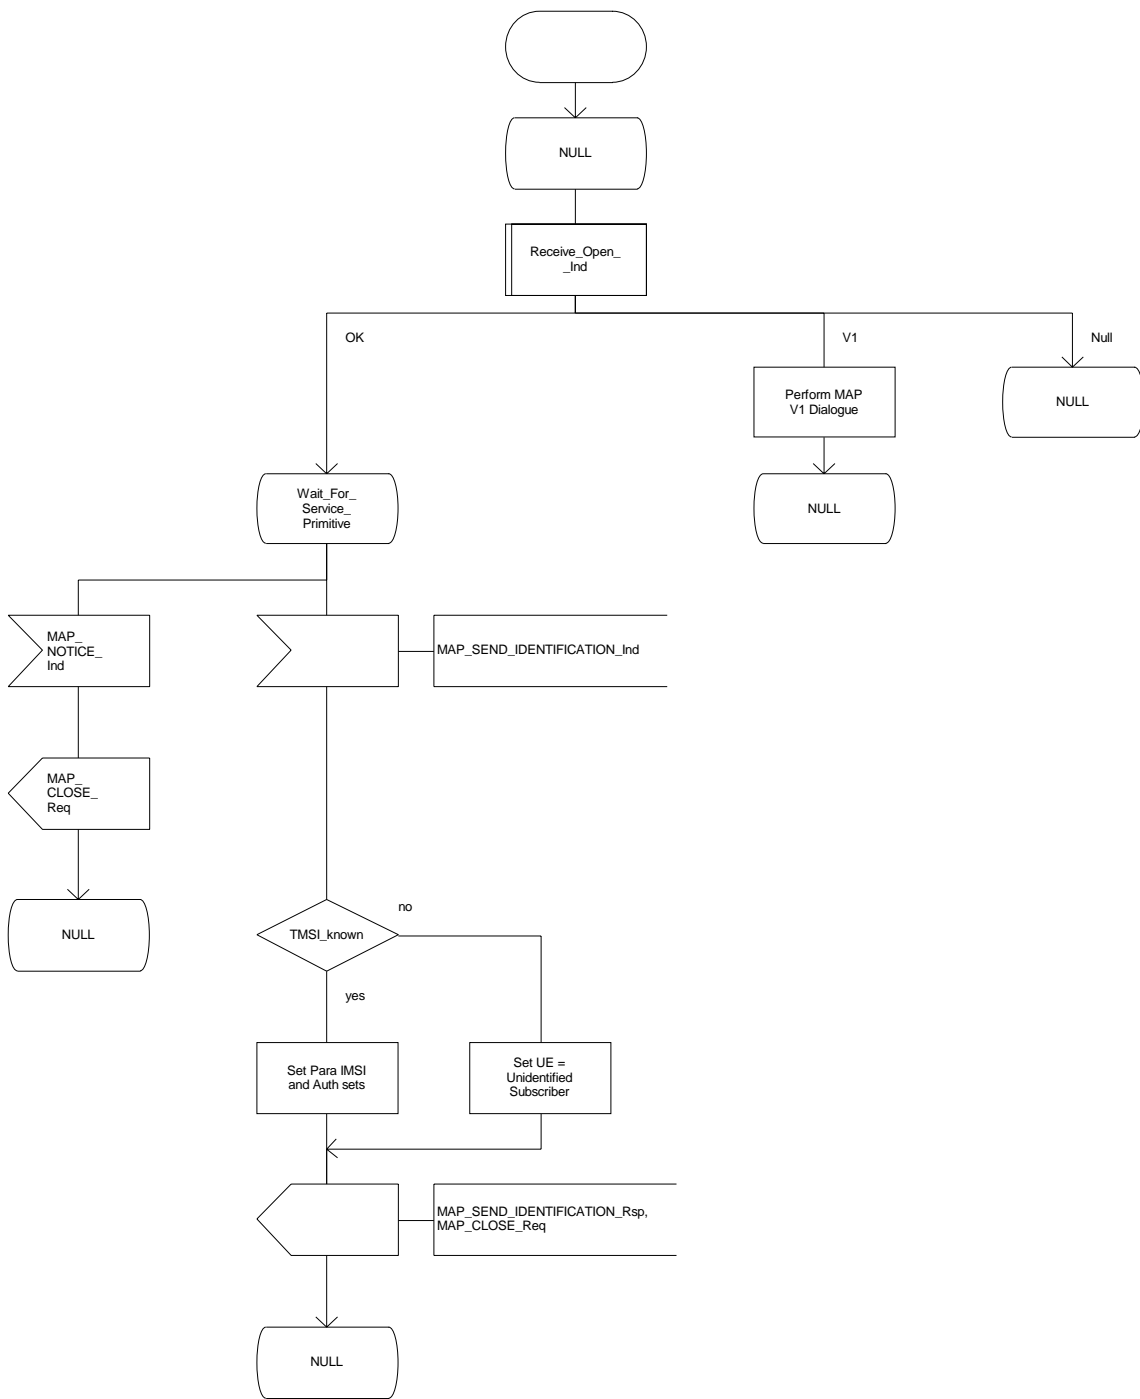 NULL
Receive_Open_
_Ind
OK
V1
Null
Perform MAP
V1 Dialogue
NULL
Wait_For_
Service_
Primitive
NULL
MAP_
NOTICE_
Ind
MAP_SEND_IDENTIFICATION_Ind
MAP_
CLOSE_
Req
NULL
no
TMSI_known
yes
Set Para IMSI
and Auth sets
Set UE =
Unidentified
Subscriber
MAP_SEND_IDENTIFICATION_Rsp,
MAP_CLOSE_Req
NULL